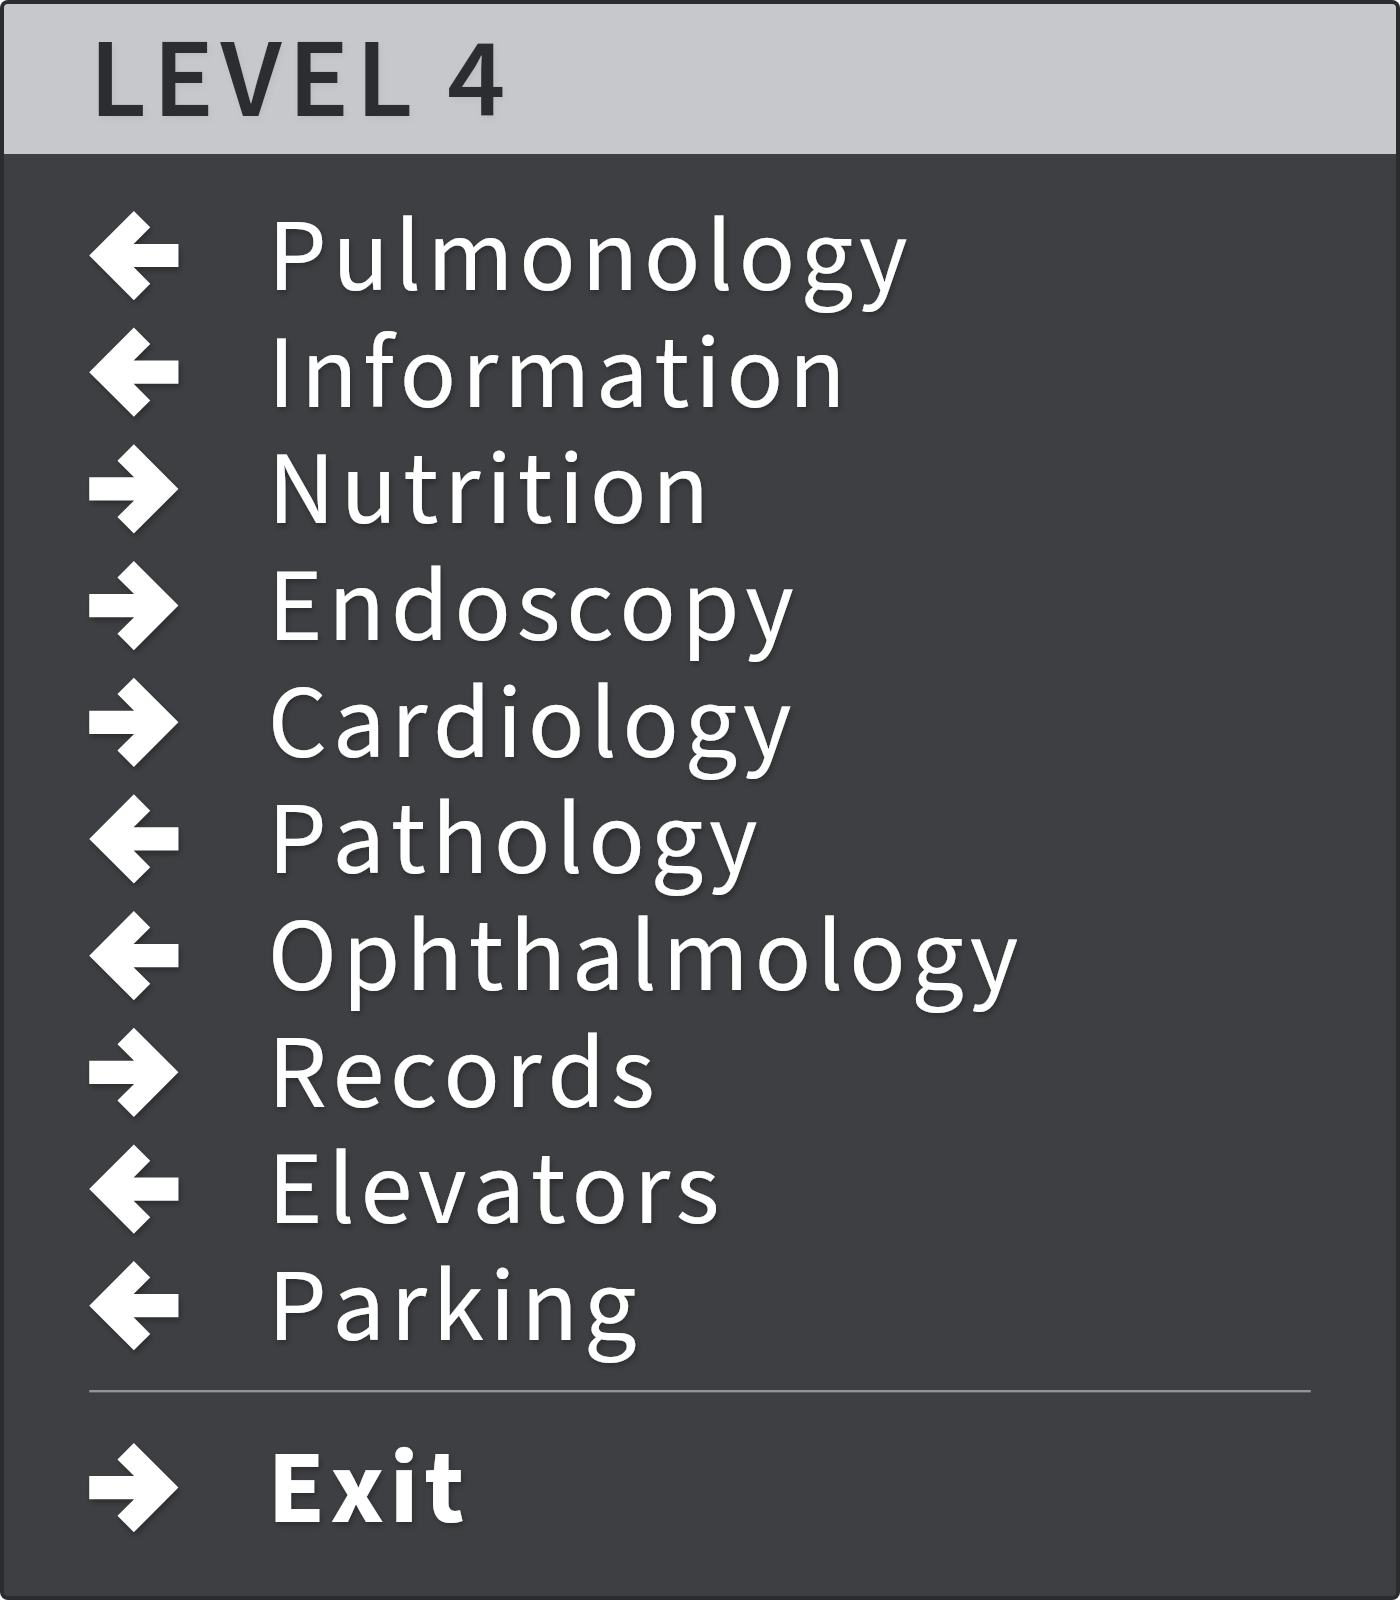 LEVEL 4
Pulmonology
Information
Nutrition
Endoscopy
Cardiology
Pathology
Ophthalmology
Records
Elevators
Parking
Exit